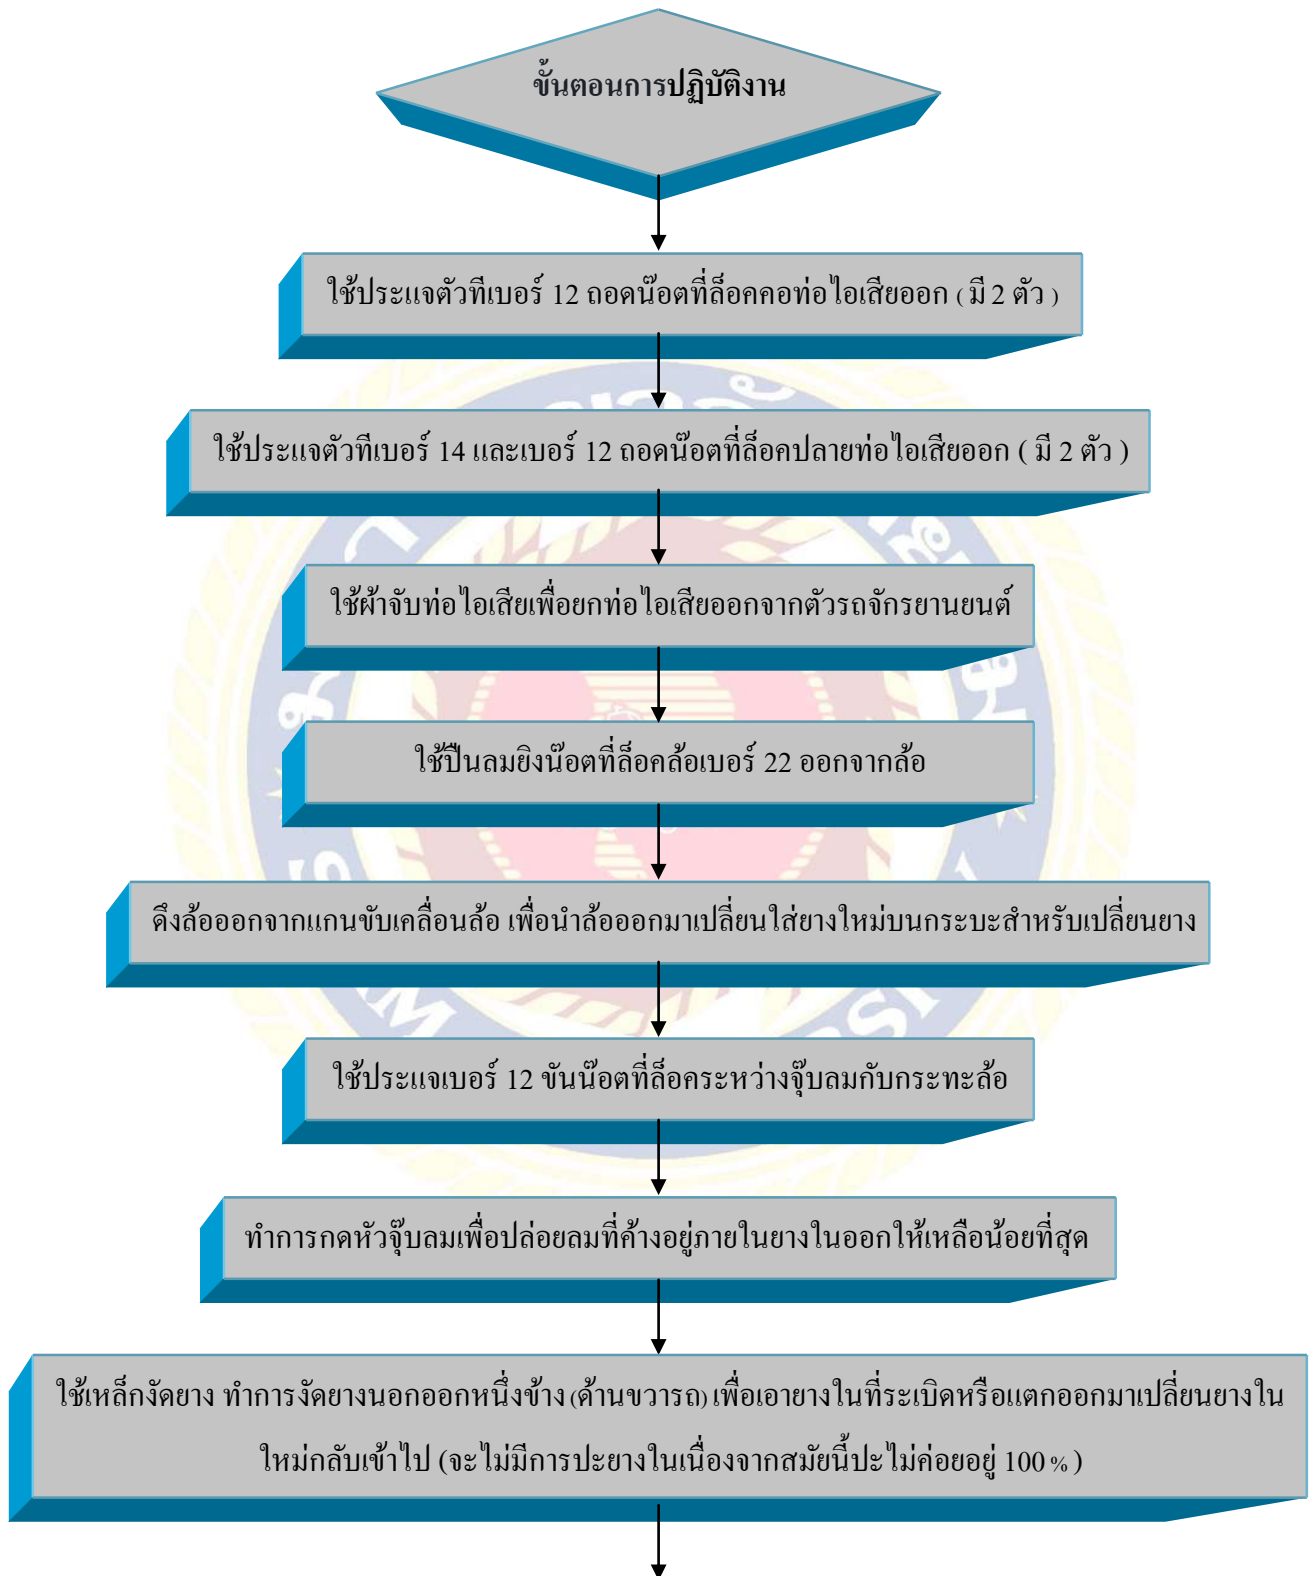 ขั้นตอนการปฏิบัติงาน
ใช้ประแจตัวทีเบอร์ 12 ถอดน๊อตที่ล็อคคอท่อไอเสียออก ( มี 2 ตัว )
ใช้ประแจตัวทีเบอร์ 14 และเบอร์ 12 ถอดน๊อตที่ล็อคปลายท่อไอเสียออก ( มี 2 ตัว )
ใช้ผ้าจับท่อไอเสียเพื่อยกท่อไอเสียออกจากตัวรถจักรยานยนต์
ใช้ปืนลมยิงน๊อตที่ล็อคล้อเบอร์ 22 ออกจากล้อ
ดึงล้อออกจากแกนขับเคลื่อนล้อ เพื่อนำล้อออกมาเปลี่ยนใส่ยางใหม่บนกระบะสำหรับเปลี่ยนยาง
ใช้ประแจเบอร์ 12 ขันน๊อตที่ล็อคระหว่างจุ๊บลมกับกระทะล้อ
ทำการกดหัวจุ๊บลมเพื่อปล่อยลมที่ค้างอยู่ภายในยางในออกให้เหลือน้อยที่สุด
ใช้เหล็กงัดยาง ทำการงัดยางนอกออกหนึ่งข้าง (ด้านขวารถ) เพื่อเอายางในที่ระเบิดหรือแตกออกมาเปลี่ยนยางใน
ใหม่กลับเข้าไป (จะไม่มีการปะยางในเนื่องจากสมัยนี้ปะไม่ค่อยอยู่ 100 % )